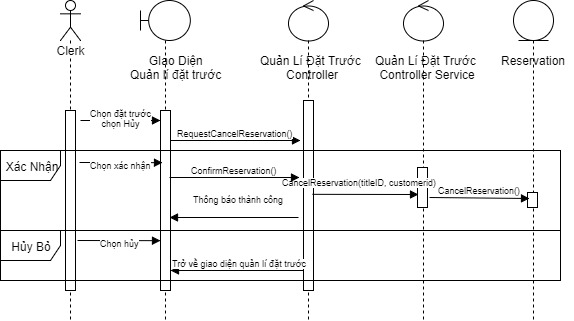 Clerk
Giao Diện
Quản lí đặt trước
Quản Lí Đặt Trước
Controller
Quản Lí Đặt Trước
Controller Service
Reservation
Chọn đặt trước
chọn Hủy
RequestCancelReservation()
Xác Nhận
Chọn xác nhận
ConfirmReservation()
CancelReservation(titleID, customerid)
CancelReservation()
Thông báo thành công
Hủy Bỏ
Chọn hủy
Trở về giao diện quản lí đặt trước